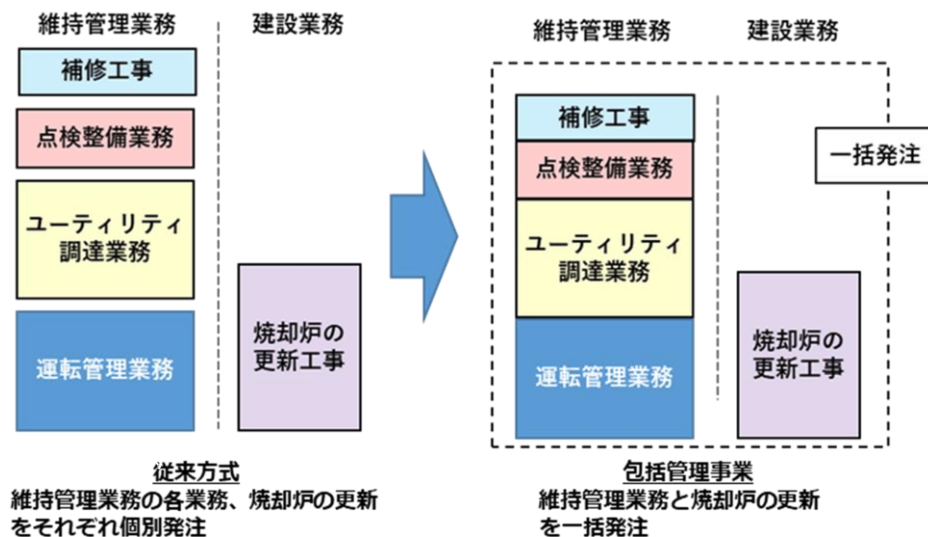 維持管理業務
建設業務
補修工事
点検整備業務
ユーティリティ
調達業務
運転管理業務
焼却炉の
更新工事
従来方式
維持管理業務の各業務、焼却炉の更新
をそれぞれ個別発注
維持管理業務
建設業務
一括発注
補修工事
点検整備業務
ユーティリティ
調達業務
運転管理業務
焼却炉の
更新工事
包括管理事業
維持管理業務と焼却炉の更新
を一括発注